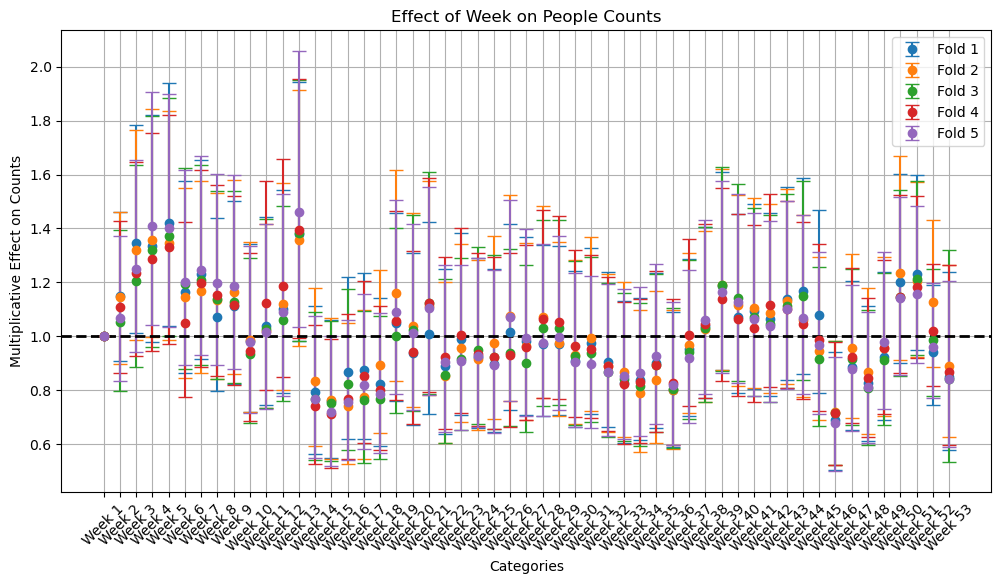 Effect of Week on People Counts
Multiplicative Effect on Counts
2.0
1.8
1.6
1.4
1.2
1.0
0.8
0.6
Fold 1
Fold 2
Fold 3
Fold 4
Fold 5
Week 1
Week 2
Week 3
Week 4
Week 5
Week 6
Week 7
Week 8
Week 9
Week 10
Week 11
Week 12
Week 13
Week 14
Week 15
Week 16
Week 17
Week 18
Week 19
Week 20
Week 21
Week 22
Week 23
Week 24
Week 25
Week 26
Week 27
Week 28
Week 29
Week 30
Week 31
Week 32
Week 33
Week 34
Week 35
Week 36
Week 37
Week 38
Week 39
Week 40
Week 41
Week 42
Week 43
Week 44
Week 45
Week 46
Week 47
Week 48
Week 49
Week 50
Week 51
Week 52
Week 53
Categories